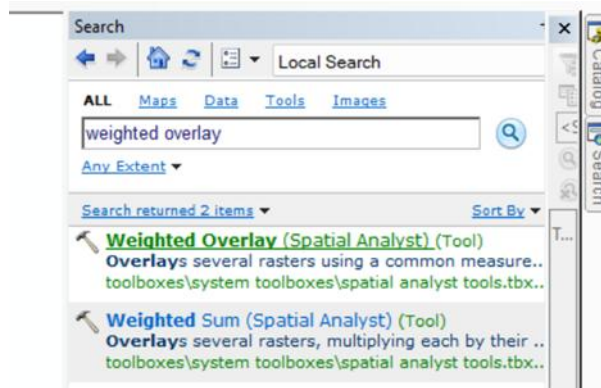 Search
Local Search
ALL Maps Data Tools Images
weighted overlay
Any Extent
Search returned 2 items Sort By
Weighted Overlay (Spatial Analyst) (Tool)
Overlays several rasters using a common measure..
toolboxes\system toolboxes\spatial analyst tools.tbx..
Weighted Sum (Spatial Analyst) (Tool)
Overlays several rasters, multiplying each by their ..
toolboxes\system toolboxes\spatial analyst tools.tbx..
<S
T...
Catalog
Search